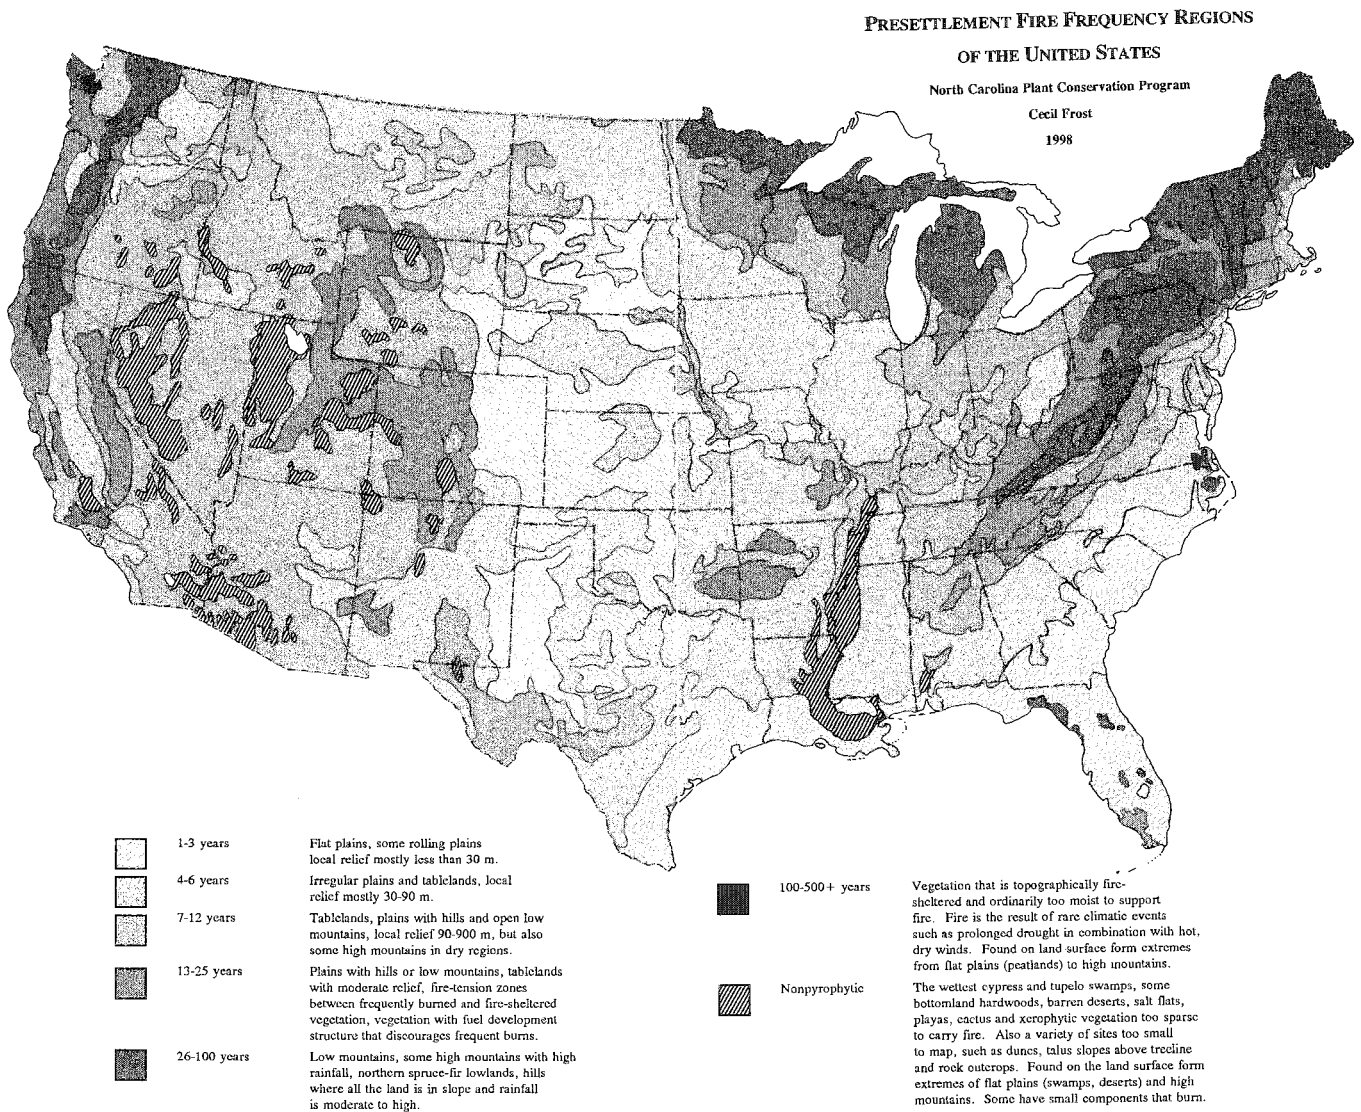 PRESETTLEMENT FIRE FREQUENCY REGIONS
OF THE UNITED STATES
North Carolina Plant Conservation Program
Cecil Frost
1998
1-3 years
Flat plains, some rolling plains
local relief mostly less than 30 m.
4-6 years
Irregular plains and tablelands, local
relief mostly 30-90 m.
7-12 years
Tablelands, plains with hills and open low
mountains, local relief 90-900 m, but also
some high mountains in dry regions.
13-25 years
Plains with hills or low mountains, tablelands
with moderate relief, fire-tension zones
between frequently burned and fire-sheltered
vegetation, vegetation with fuel development
structure that discourages frequent burns.
26-100 years
Low mountains, some high mountains with high
rainfall, northern spruce-fir lowlands, hills
where all the land is in slope and rainfall
is moderate to high.
100-500+ years
Vegetation that is topographically fire-
sheltered and ordinarily too moist to support
fire. Fire is the result of rare climatic events
such as prolonged drought in combination with hot,
dry winds. Found on land surface form extremes
from flat plains (peatlands) to high mountains.
Nonpyrophytic
The wettest cypress and tupelo swamps, some
bottomland hardwoods, barren deserts, salt flats,
playas, cactus and xerophytic vegetation too sparse
to carry fire. Also a variety of sites too small
to map, such as dunes, talus slopes above treeline
and rock outcrops. Found on the land surface form
extremes of flat plains (swamps, deserts) and high
mountains. Some have small components that burn.